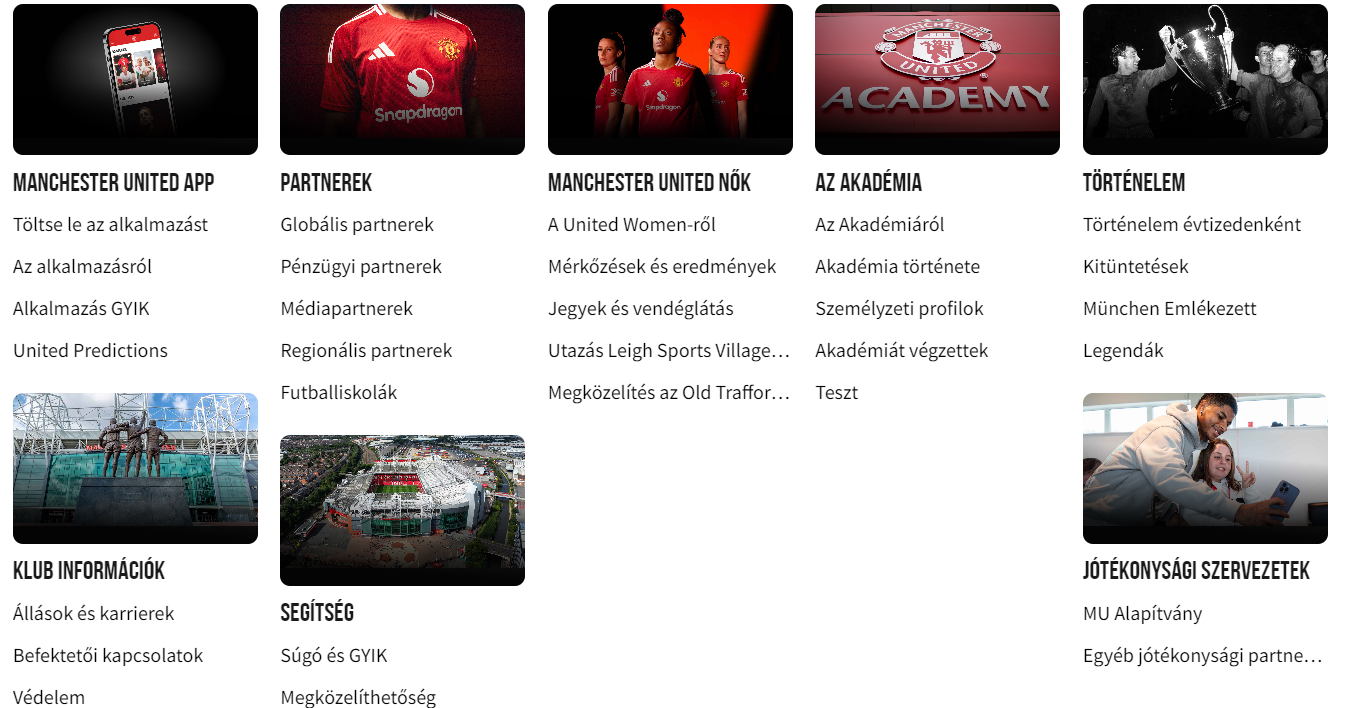 Snapdragon
Snapdragon
MANCHESTER
UNITED
ACADEMY
MANCHESTER UNITED APP
Töltse le az alkalmazást
Az alkalmazásról
Alkalmazás GYIK
United Predictions
PARTNEREK
Globális partnerek
Pénzügyi partnerek
Médiapartnerek
Regionális partnerek
Futballiskolák
MANCHESTER UNITED NŐK
A United Women-ről
Mérkőzések és eredmények
Jegyek és vendéglátás
Utazás Leigh Sports Village...
Megközelítés az Old Traffor...
AZ AKADÉMIA
Az Akadémiáról
Akadémia története
Személyzeti profilok
Akadémiát végzettek
Teszt
TÖRTÉNELEM
Történelem évtizedenként
Kitüntetések
München Emlékezett
Legendák
KLUB INFORMÁCIÓK
Állások és karrierek
Befektetői kapcsolatok
Védelem
SEGÍTSÉG
Súgó és GYIK
Megközelíthetőség
JÓTÉKONYSÁGI SZERVEZETEK
MU Alapítvány
Egyéb jótékonysági partne...